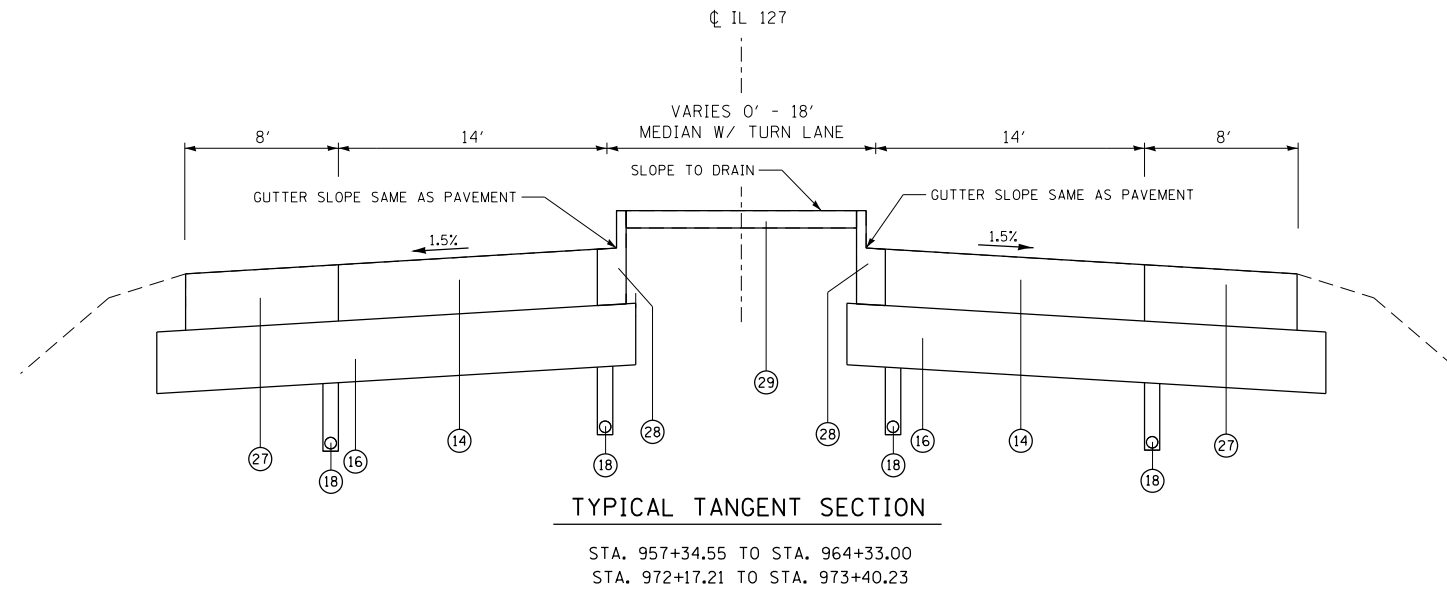 ℄ IL 127
VARIES 0' - 18'
MEDIAN W/ TURN LANE
8'
14'
14'
8'
SLOPE TO DRAIN
GUTTER SLOPE SAME AS PAVEMENT
GUTTER SLOPE SAME AS PAVEMENT
1.5%
1.5%
27
18
16
14
18
28
29
28
18
16
14
18
27
TYPICAL TANGENT SECTION
STA. 957+34.55 TO STA. 964+33.00
STA. 972+17.21 TO STA. 973+40.23